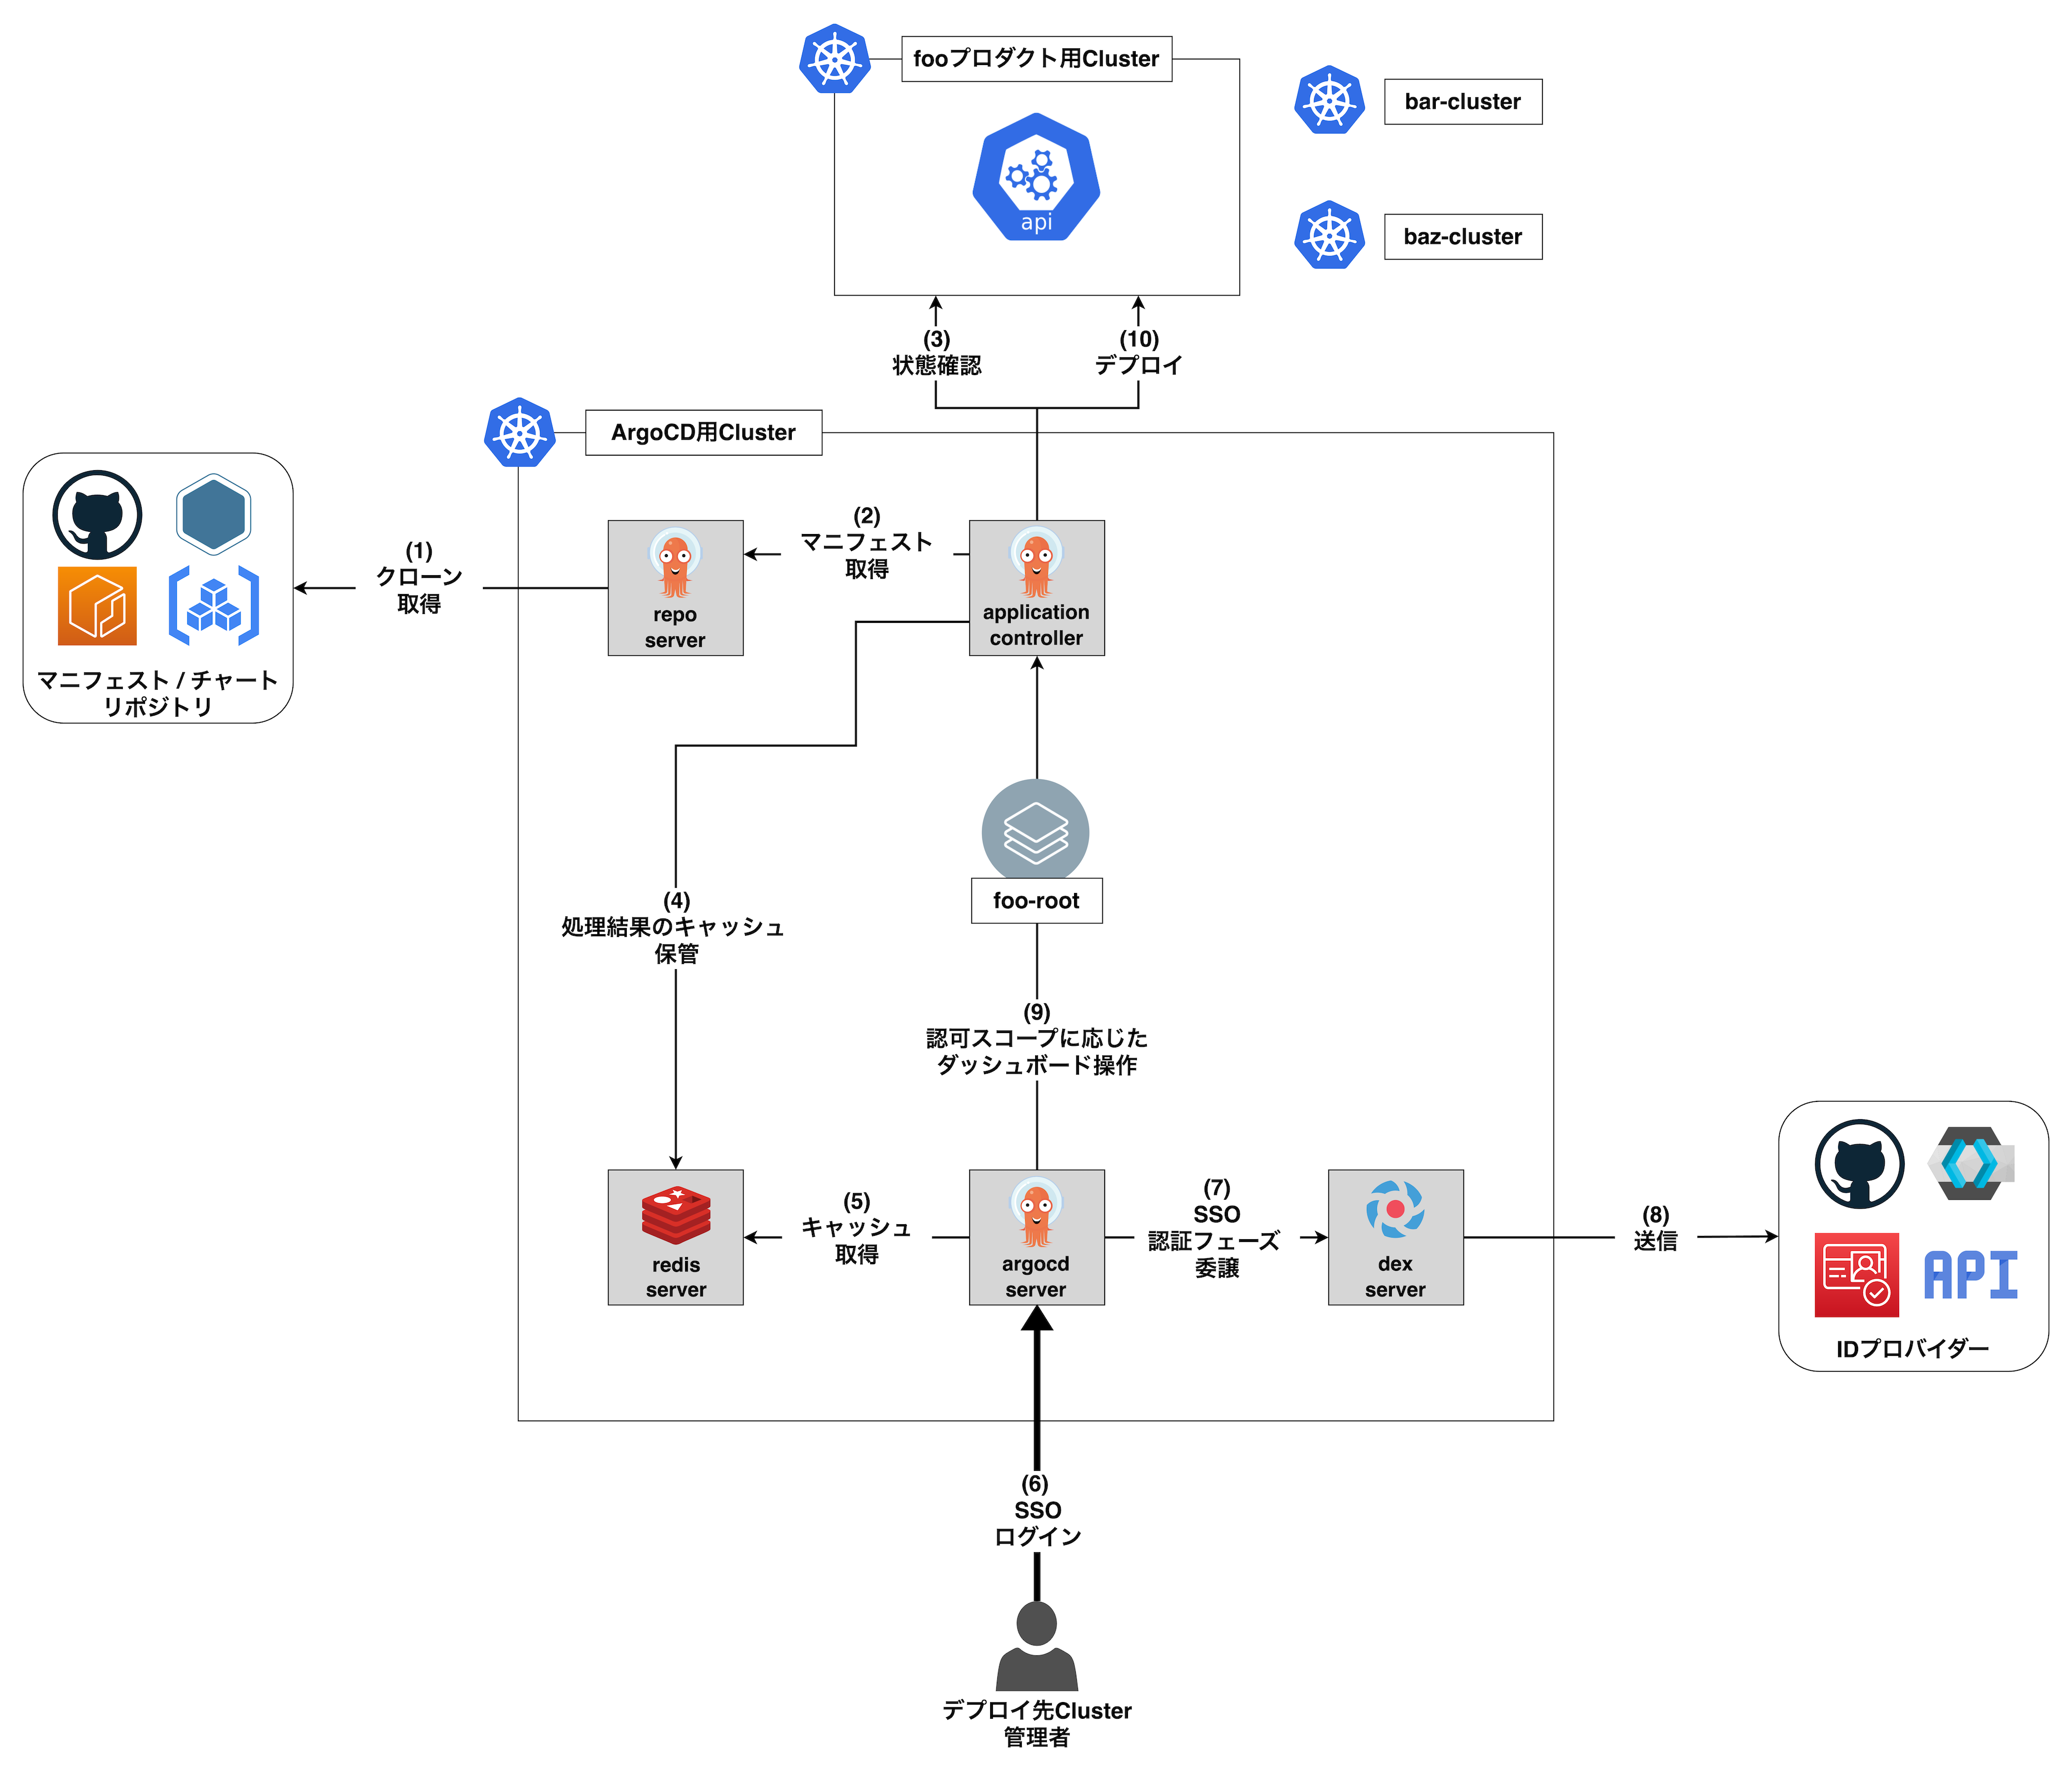 fooプロダクト用Cluster
api
bar-cluster
baz-cluster
(3)
状態確認
(10)
デプロイ
ArgoCD用Cluster
マニフェスト / チャート
リポジトリ
(1)
クローン
取得
repo
server
(2)
マニフェスト
取得
application
controller
foo-root
(4)
処理結果のキャッシュ
保管
(9)
認可スコープに応じた
ダッシュボード操作
redis
server
(5)
キャッシュ
取得
argocd
server
(7)
SSO
認証フェーズ
委譲
dex
server
(8)
送信
API
IDプロバイダー
(6)
SSO
ログイン
デプロイ先Cluster
管理者